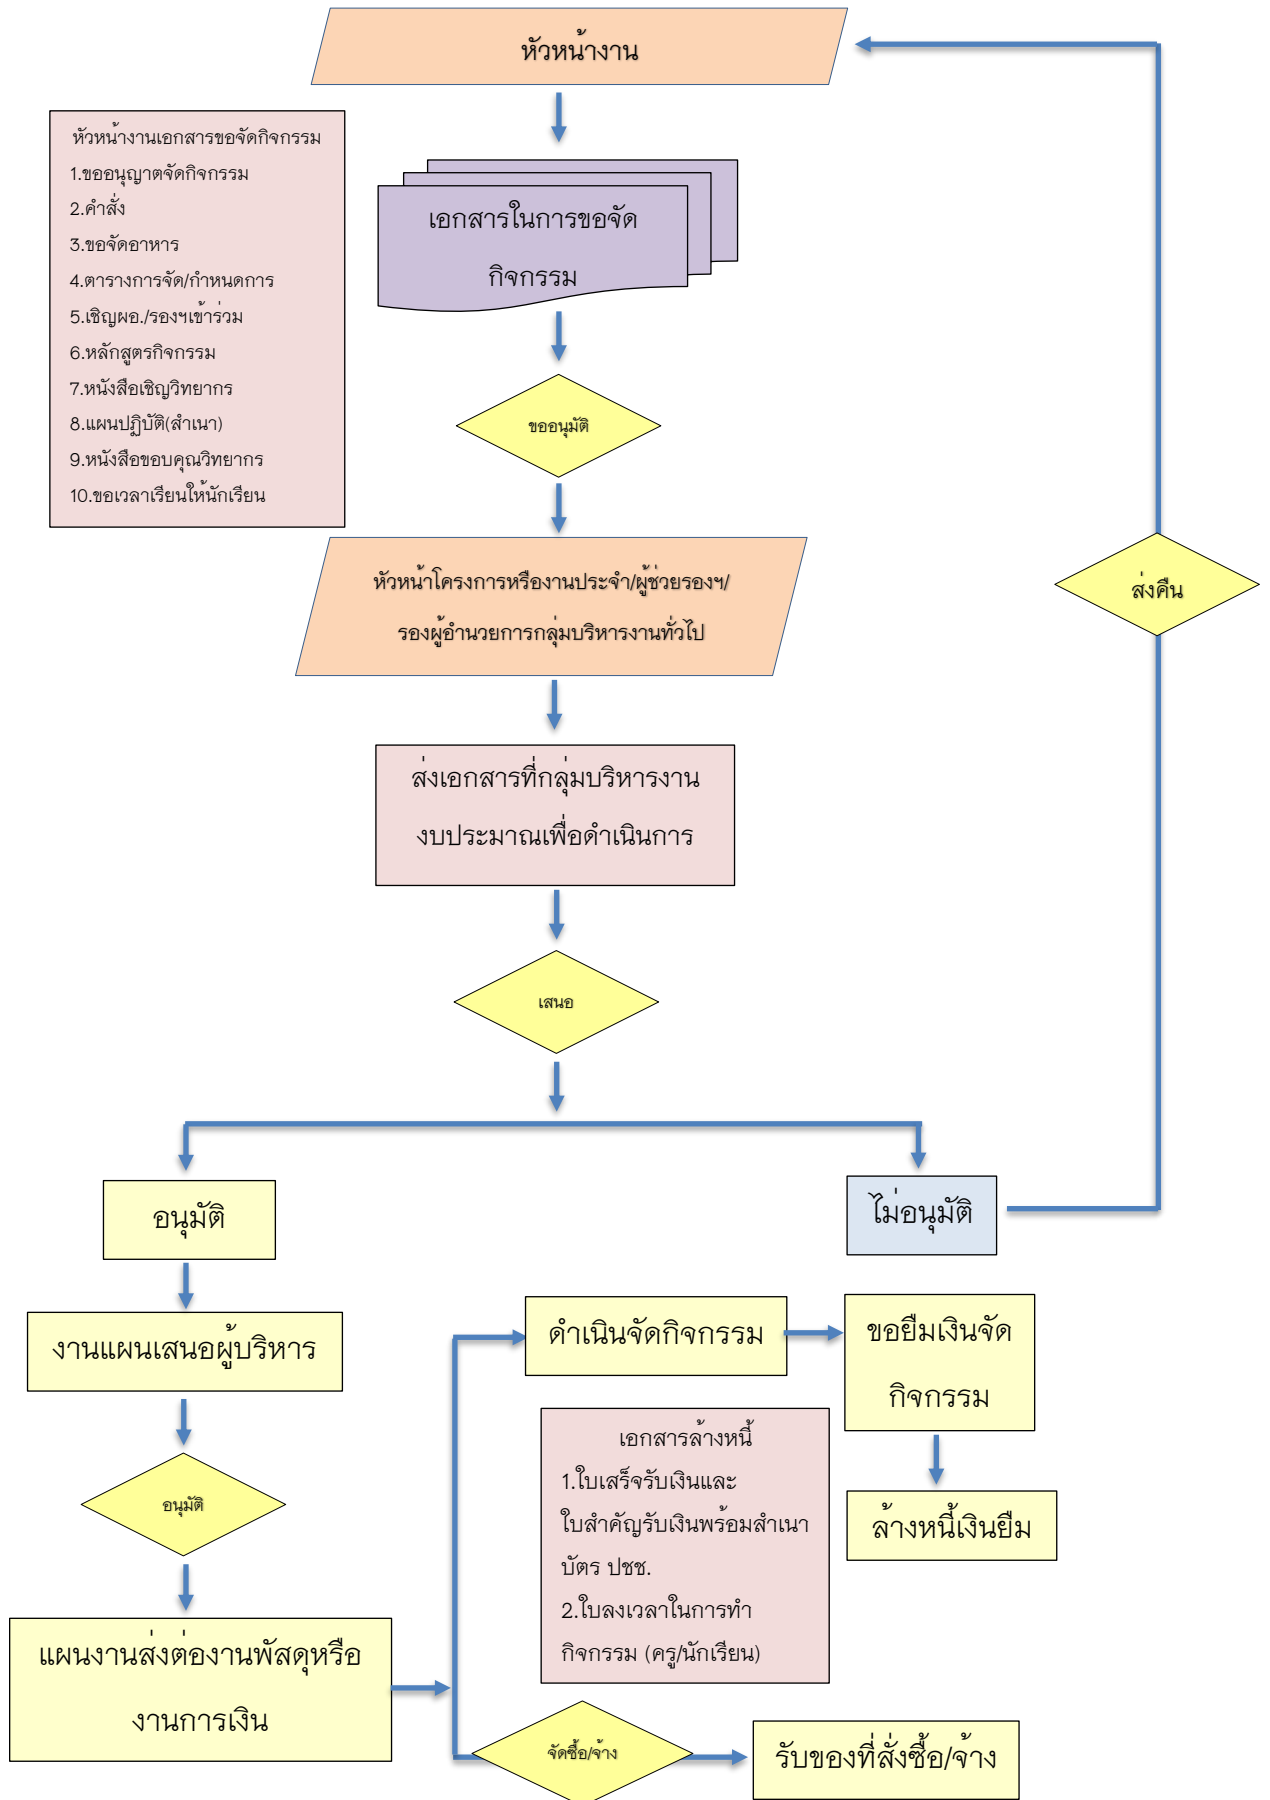 หัวหน้างาน
หัวหน้างานเอกสารขอจัดกิจกรรม
1.ขออนุญาตจัดกิจกรรม
2.คำสั่ง
3.ขอจัดอาหาร
4.ตารางการจัด/กำหนดการ
5.เชิญผอ./รองฯเข้าร่วม
6.หลักสูตรกิจกรรม
7.หนังสือเชิญวิทยากร
8.แผนปฏิบัติ(สำเนา)
9.หนังสือขอบคุณวิทยากร
10.ขอเวลาเรียนให้นักเรียน
เอกสารในการขอจัด
กิจกรรม
ขออนุมัติ
หัวหน้าโครงการหรืองานประจำ/ผู้ช่วยรองฯ/
รองผู้อำนวยการกลุ่มบริหารงานทั่วไป
ส่งคืน
ส่งเอกสารที่กลุ่มบริหารงาน
งบประมาณเพื่อดำเนินการ
เสนอ
อนุมัติ
ไม่อนุมัติ
งานแผนเสนอผู้บริหาร
อนุมัติ
แผนงานส่งต่องานพัสดุหรือ
งานการเงิน
ดำเนินจัดกิจกรรม
ขอยืมเงินจัด
กิจกรรม
ล้างหนี้เงินยืม
เอกสารล้างหนี้
1.ใบเสร็จรับเงินและ
ใบสำคัญรับเงินพร้อมสำเนา
บัตร ปชช.
2.ใบลงเวลาในการทำ
กิจกรรม (ครู/นักเรียน)
จัดซื้อ/จ้าง
รับของที่สั่งซื้อ/จ้าง